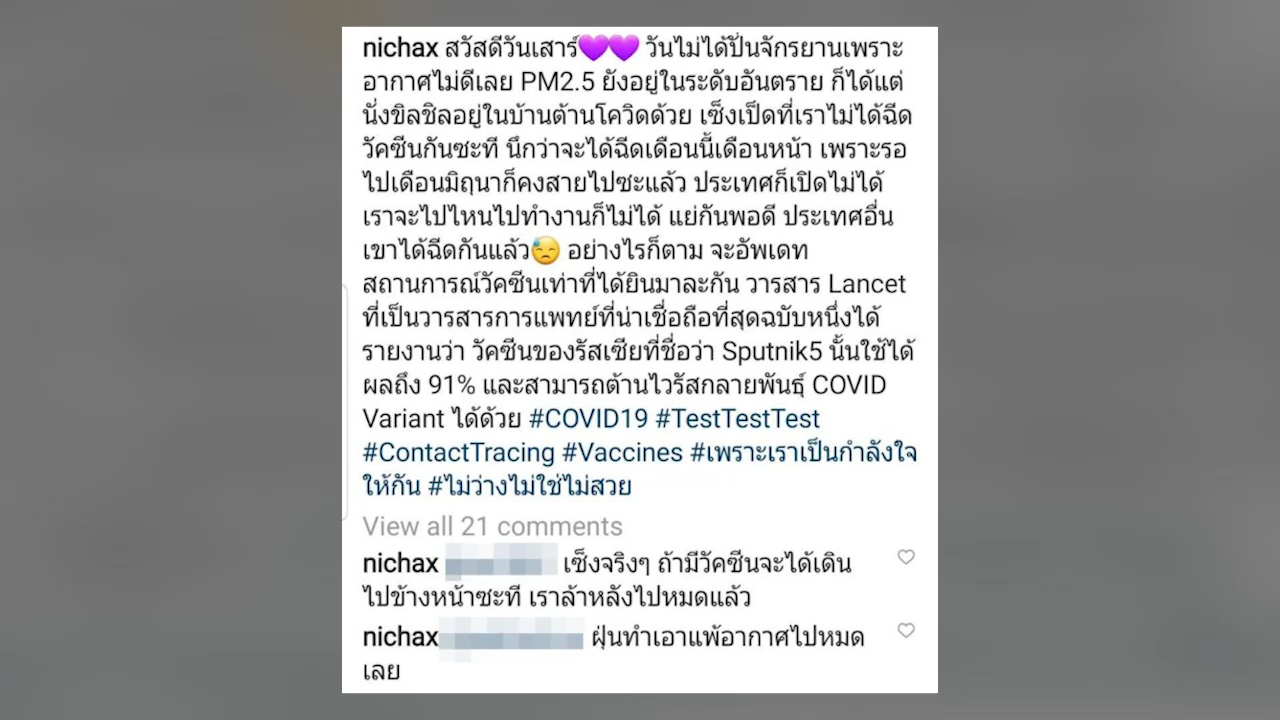 nichax สวัสดีวันเสาร์💜💜 วันไม่ได้ปั่นจักรยานเพราะ
อากาศไม่ดีเลย PM2.5 ยังอยู่ในระดับอันตราย ก็ได้แต่
นั่งขิลชิลอยู่ในบ้านต้านโควิดด้วย เซ็งเป็ดที่เราไม่ได้ฉีด
วัคซีนกันซะที นึกว่าจะได้ฉีดเดือนนี้เดือนหน้า เพราะรอ
ไปเดือนมิถุนาก็คงสายไปซะแล้ว ประเทศก็เปิดไม่ได้
เราจะไปไหนไปทำงานก็ไม่ได้ แย่กันพอดี ประเทศอื่น
เขาได้ฉีดกันแล้ว😓 อย่างไรก็ตาม จะอัพเดท
สถานการณ์วัคซีนเท่าที่ได้ยินมาละกัน วารสาร Lancet
ที่เป็นวารสารการแพทย์ที่น่าเชื่อถือที่สุดฉบับหนึ่งได้
รายงานว่า วัคซีนของรัสเซียที่ชื่อว่า Sputnik5 นั้นใช้ได้
ผลถึง 91% และสามารถต้านไวรัสกลายพันธุ์ COVID
Variant ได้ด้วย #COVID19 #TestTestTest
#ContactTracing #Vaccines #เพราะเราเป็นกำลังใจ
ให้กัน #ไม่ว่างไม่ใช่ไม่สวย
View all 21 comments
nichax เซ็งจริงๆ ถ้ามีวัคซีนจะได้เดิน
ไปข้างหน้าซะที เราล้าหลังไปหมดแล้ว
nichax ฝุ่นทำเอาแพ้อากาศไปหมด
เลย